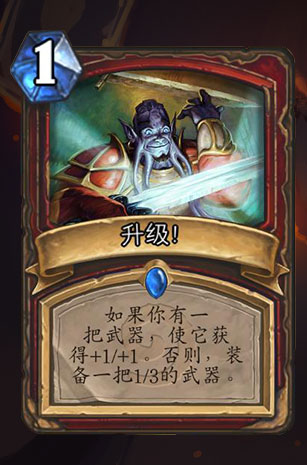 1
升级!
如果你有一
把武器，使它获
得+1/+1。否则，装
备一把1/3的武器。